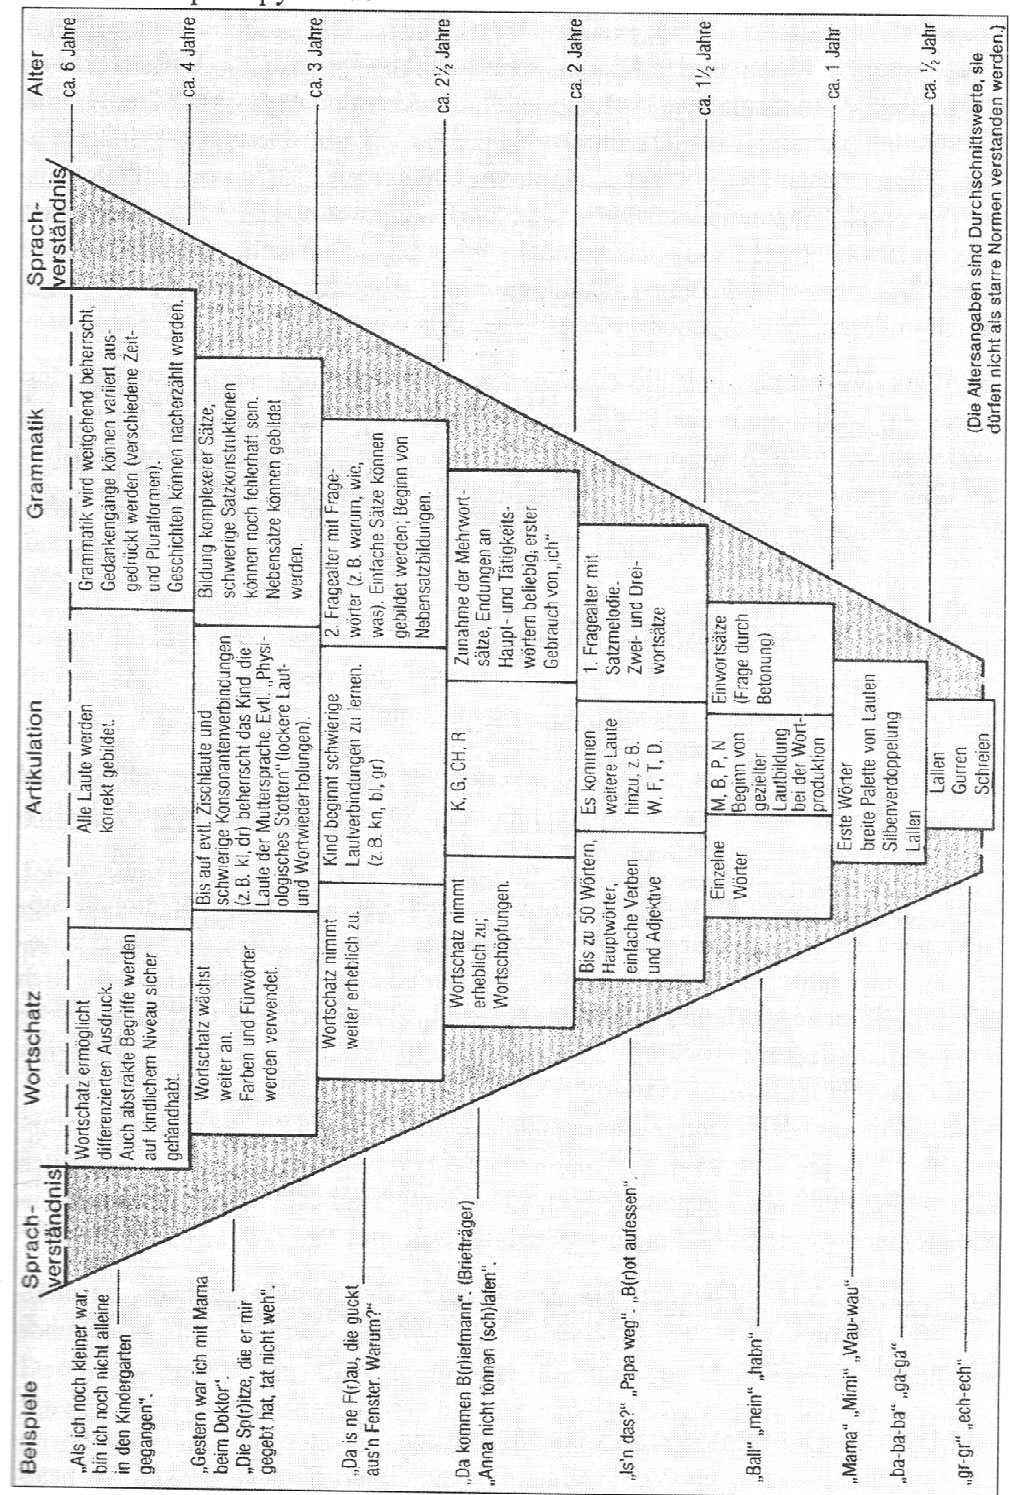 Beispiele
Sprach-
verständnis
Wortschatz
Artikulation
Grammatik
Sprach-
verständnis
Alter
„Als ich noch kleiner war,
bin ich noch nicht alleine
in den Kindergarten
gegangen“.
Wortschatz ermöglicht
differenzierten Ausdruck.
Auch abstrakte Begriffe werden
auf kindlichem Niveau sicher
gehandhabt.
Alle Laute werden
korrekt gebildet.
Grammatik wird weitgehend beherrscht,
Gedankengänge können variiert aus-
gedrückt werden (verschiedene Zeit-
und Pluralformen).
Geschichten können nacherzählt werden.
ca. 6 Jahre
„Gestern war ich mit Mama
beim Doktor“.
„Die Sp(r)itze, die er mir
gegebt hat, tat nicht weh“.
Wortschatz wächst
weiter an.
Farben und Fürwörter
werden verwendet.
Bis auf evtl. Zischlaute und
schwierige Konsonantenverbindungen
(z. B. kl, dr) beherrscht das Kind die
Laute der Muttersprache. Evtl. „Physi-
ologisches Stottern“ (lockere Laut-
und Wortwiederholungen).
Bildung komplexerer Sätze,
schwierige Satzkonstruktionen
können noch fehlerhaft sein.
Nebensätze können gebildet
werden.
ca. 4 Jahre
„Da is ne F(r)au, die guckt
aus'n Fenster. Warum?“
Wortschatz nimmt
weiter erheblich zu.
Kind beginnt schwierige
Lautverbindungen zu lernen.
(z. B. kn, bl, gr)
2. Fragealter mit Frage-
wörter (z. B. warum, wie,
was). Einfache Sätze können
gebildet werden; Beginn von
Nebensatzbildungen.
ca. 3 Jahre
„Da kommen B(r)iefmann“. (Briefträger)
„Anna nicht tönnen (sch)lafen“.
Wortschatz nimmt
erheblich zu;
Wortschöpfungen.
K, G, CH, R
Zunahme der Mehrwort-
sätze, Endungen an
Haupt- und Tätigkeits-
wörtern beliebig, erster
Gebrauch von „ich“
ca. 2½ Jahre
„Is'n das?“ „Papa weg“. „B(r)ot aufessen“.
Bis zu 50 Wörtern,
Hauptwörter,
einfache Verben
und Adjektive
Es kommen
weitere Laute
hinzu, z. B.
W, F, T, D.
1. Fragealter mit
Satzmelodie.
Zwei- und Drei-
wortsätze
ca. 2 Jahre
„Ball“ „mein“ „habn“
Einzelne
Wörter
M, B, P, N
Beginn von
gezielter
Lautbildung
bei der Wort-
produktion
Einwortsätze
(Frage durch
Betonung)
ca. 1½ Jahre
„Mama“ „Mimi“ „Wau-wau“
„ba-ba-ba“ „ga-ga“
Erste Wörter
breite Palette von Lauten
Silbenverdoppelung
Lallen
ca. 1 Jahr
„gr-gr“ „ech-ech“
Lallen
Gurren
Schreien
ca. ½ Jahr
(Die Altersangaben sind Durchschnittswerte, sie
dürfen nicht als starre Normen verstanden werden.)